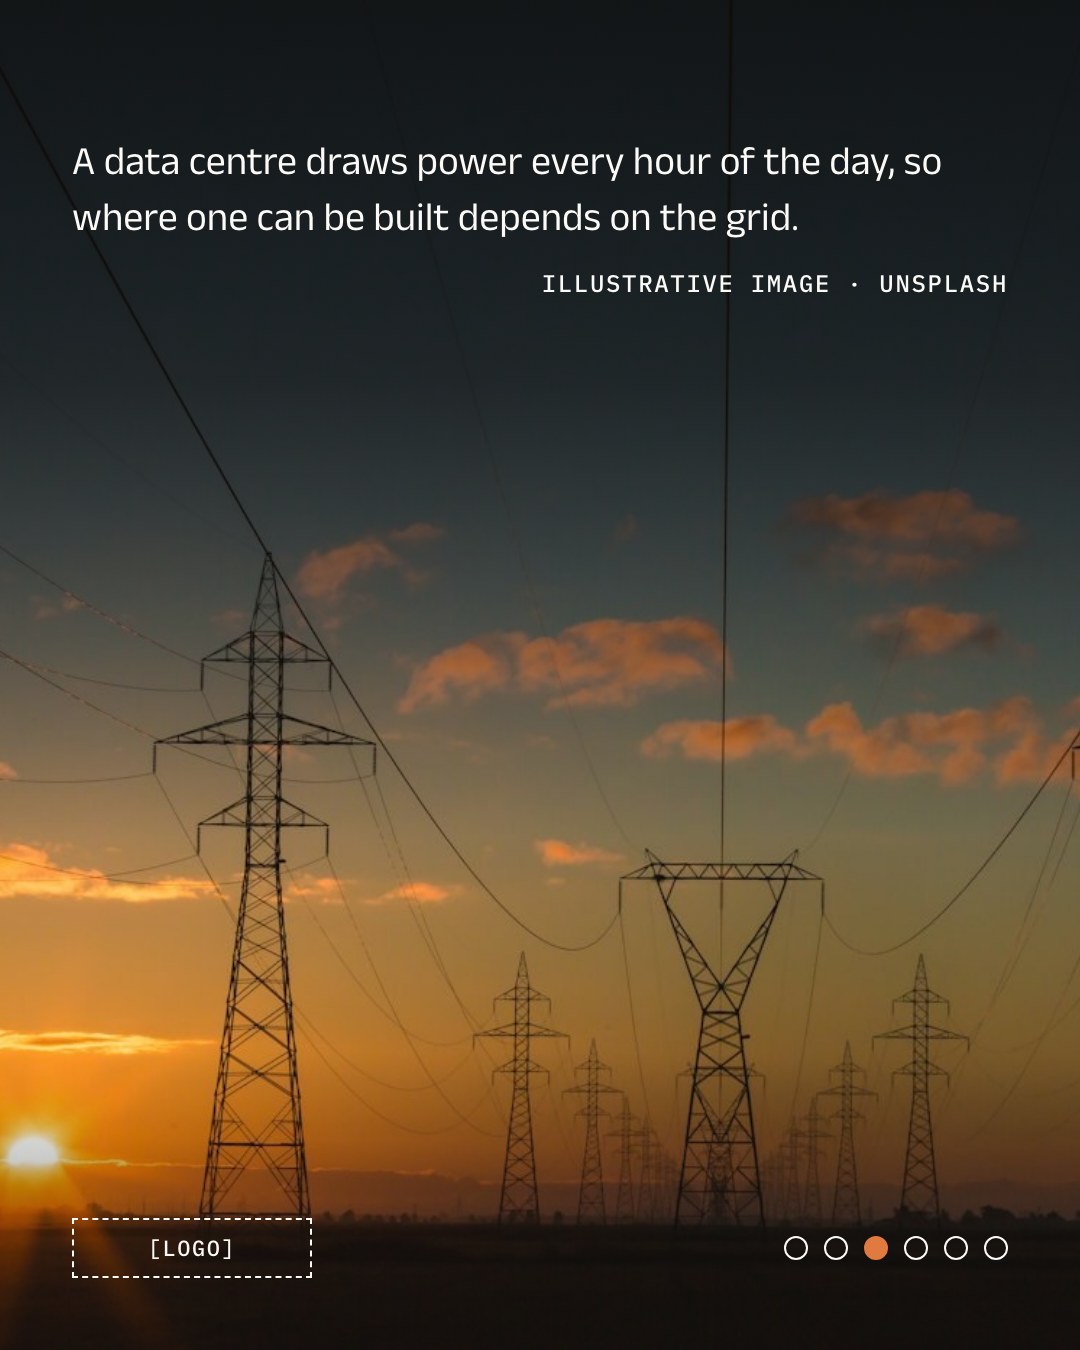 A data centre draws power every hour of the day, so
where one can be built depends on the grid.
ILLUSTRATIVE IMAGE · UNSPLASH
[LOGO]